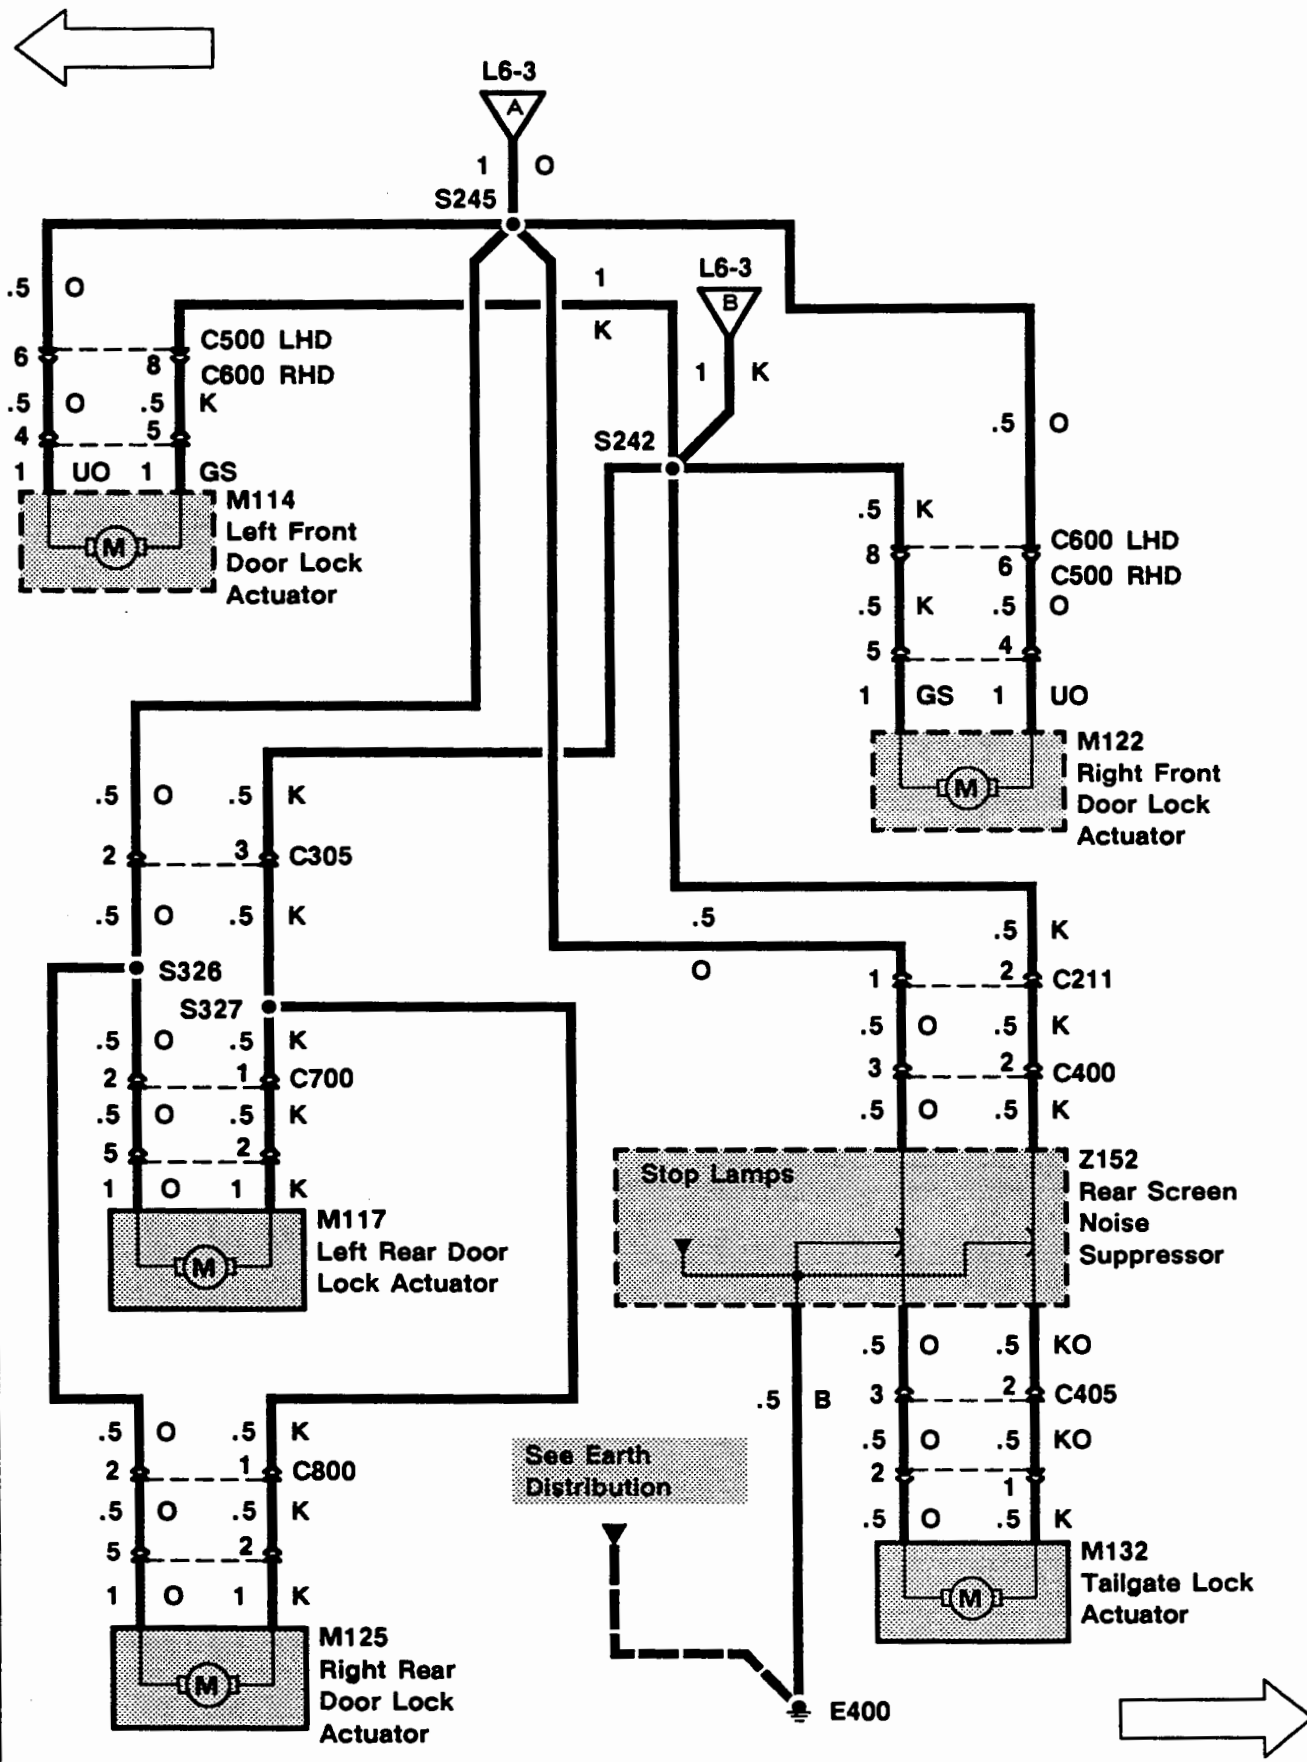 L6-3
A
1 O
S245
L6-3
B
.5 O
1
K
C500 LHD
6 8
C600 RHD
1 K
.5 O .5 K
.5 O
4 5
S242
1 UO 1 GS
M114
Left Front
Door Lock
Actuator
M
.5 K
C600 LHD
8 6
C500 RHD
.5 K .5 O
5 4
1 GS 1 UO
M122
Right Front
Door Lock
Actuator
M
.5 O .5 K
2 3 C305
.5 O .5 K
.5
O
.5 K
S326
1 2 C211
S327
.5 O .5 K
.5 O .5 K
2 1 C700
3 2 C400
.5 O .5 K
.5 O .5 K
5 2
1 O 1 K
Stop Lamps
Z152
Rear Screen
Noise
Suppressor
M117
Left Rear Door
Lock Actuator
M
.5 O .5 KO
.5 B
3 2 C405
.5 O .5 K
.5 O .5 KO
2 1 C800
See Earth
Distribution
2 1
.5 O .5 K
.5 O .5 K
5 2
M132
Tailgate Lock
Actuator
M
1 O 1 K
M125
Right Rear
Door Lock
Actuator
M
E400